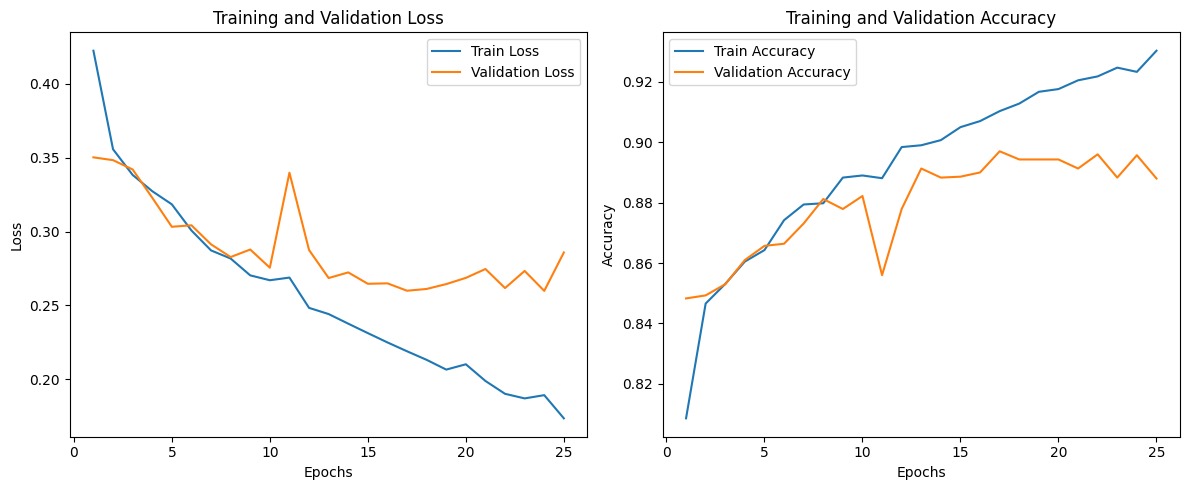 Training and Validation Loss
Train Loss
Validation Loss
0.40
0.35
0.30
0.25
0.20
Loss
0 5 10 15 20 25
Epochs
Training and Validation Accuracy
Train Accuracy
Validation Accuracy
0.92
0.90
0.88
0.86
0.84
0.82
Accuracy
0 5 10 15 20 25
Epochs